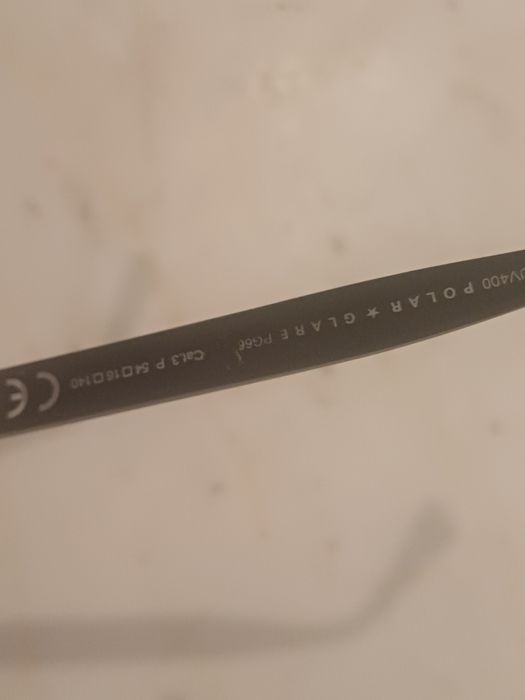 UV400 POLAR ★ GLARE PG66 Cat.3 P 54□16□140 CE